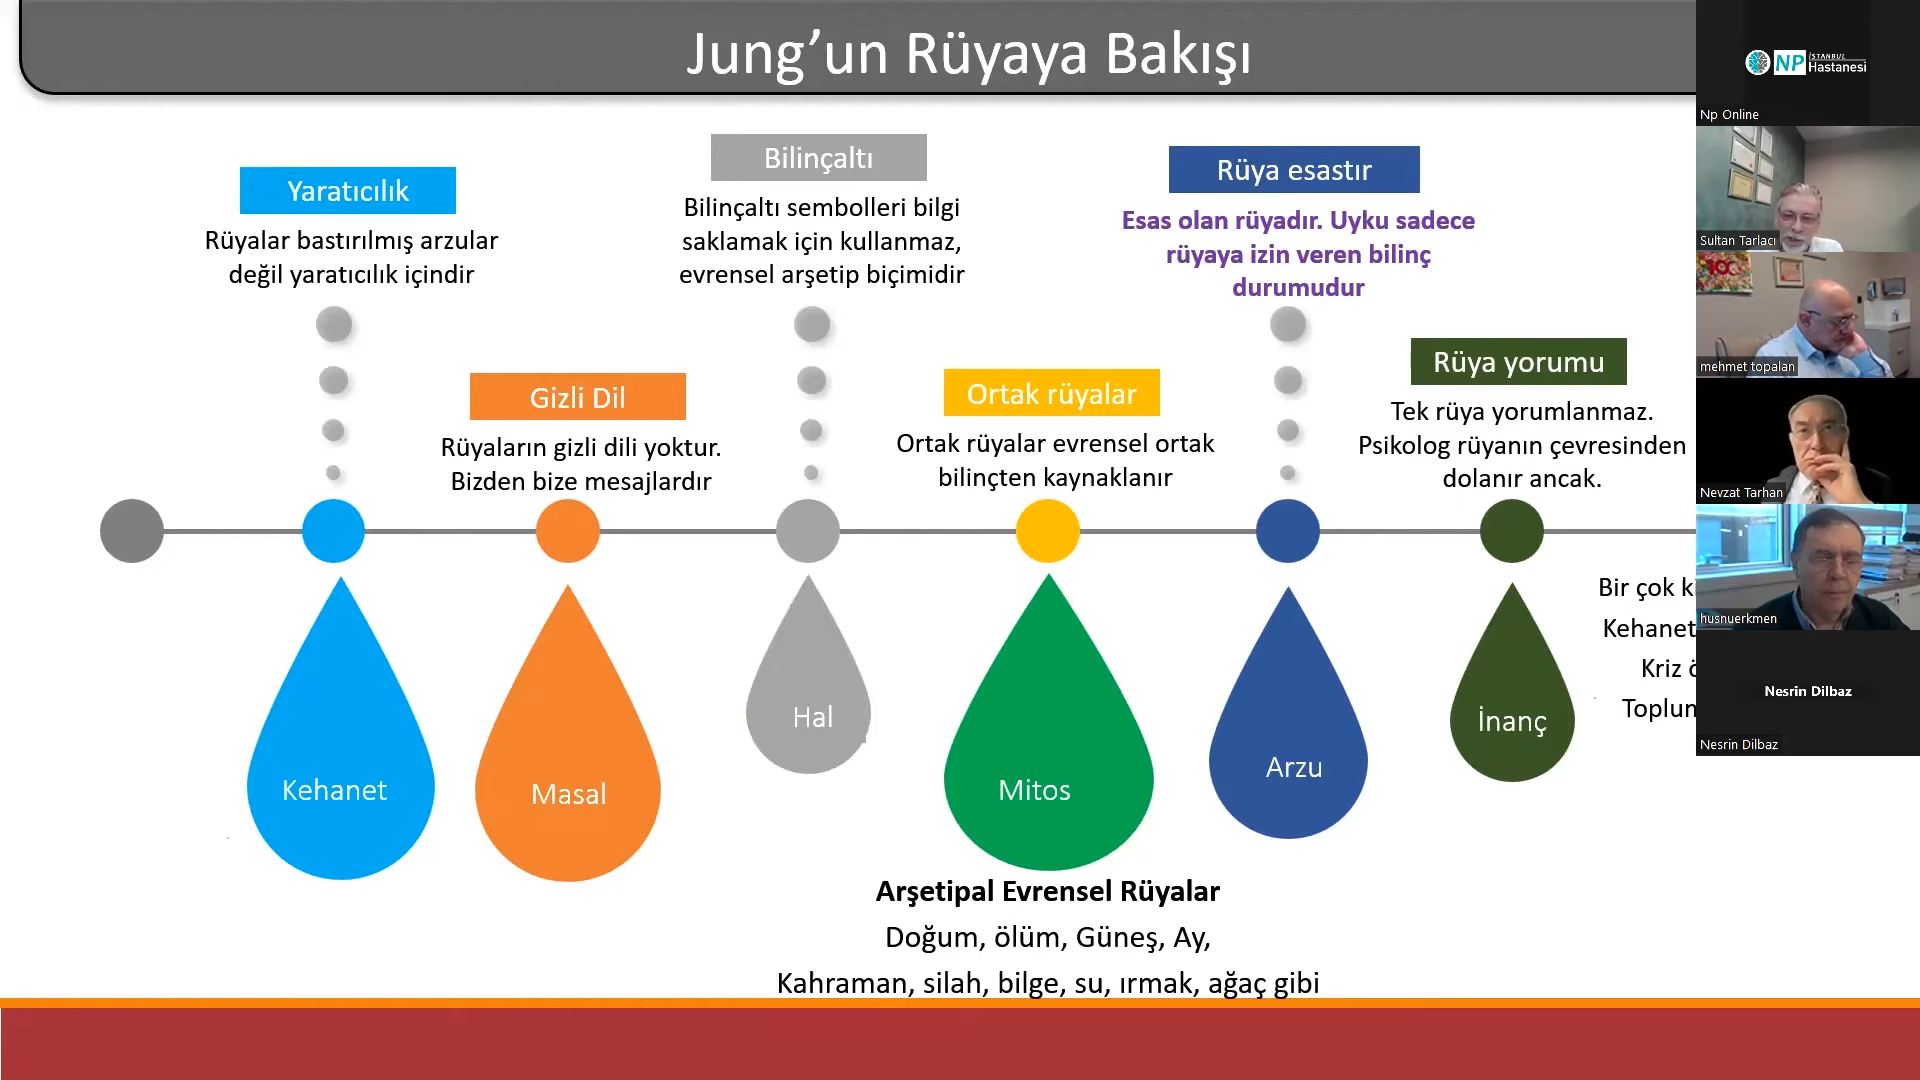 Jung’un Rüyaya Bakışı
Yaratıcılık
Rüyalar bastırılmış arzular
değil yaratıcılık içindir
Gizli Dil
Rüyaların gizli dili yoktur.
Bizden bize mesajlardır
Bilinçaltı
Bilinçaltı sembolleri bilgi
saklamak için kullanmaz,
evrensel arşetip biçimidir
Ortak rüyalar
Ortak rüyalar evrensel ortak
bilinçten kaynaklanır
Rüya esastır
Esas olan rüyadır. Uyku sadece
rüyaya izin veren bilinç
durumudur
Rüya yorumu
Tek rüya yorumlanmaz.
Psikolog rüyanın çevresinden
dolanır ancak.
Kehanet
Masal
Hal
Mitos
Arzu
İnanç
Bir çok
Kehanet
Kriz
Arşetipal Evrensel Rüyalar
Doğum, ölüm, Güneş, Ay,
Kahraman, silah, bilge, su, ırmak, ağaç gibi
NP İSTANBUL
Hastanesi
Np Online
Sultan Tarlacı
mehmet topalan
Nevzat Tarhan
husnuerkmen
Nesrin Dilbaz
Nesrin Dilbaz